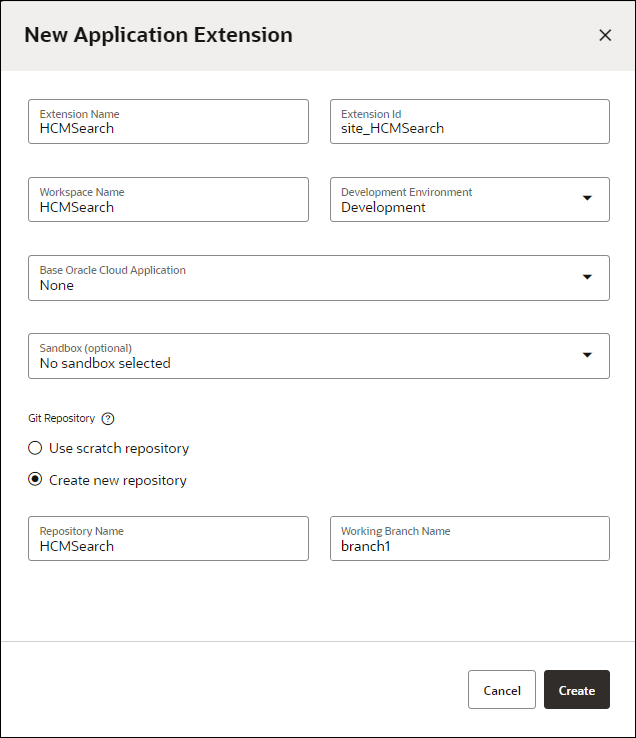 New Application Extension
Extension Name
HCMSearch
Extension Id
site_HCMSearch
Workspace Name
HCMSearch
Development Environment
Development
Base Oracle Cloud Application
None
Sandbox (optional)
No sandbox selected
Git Repository ?
Use scratch repository
Create new repository
Repository Name
HCMSearch
Working Branch Name
branch1
Cancel
Create